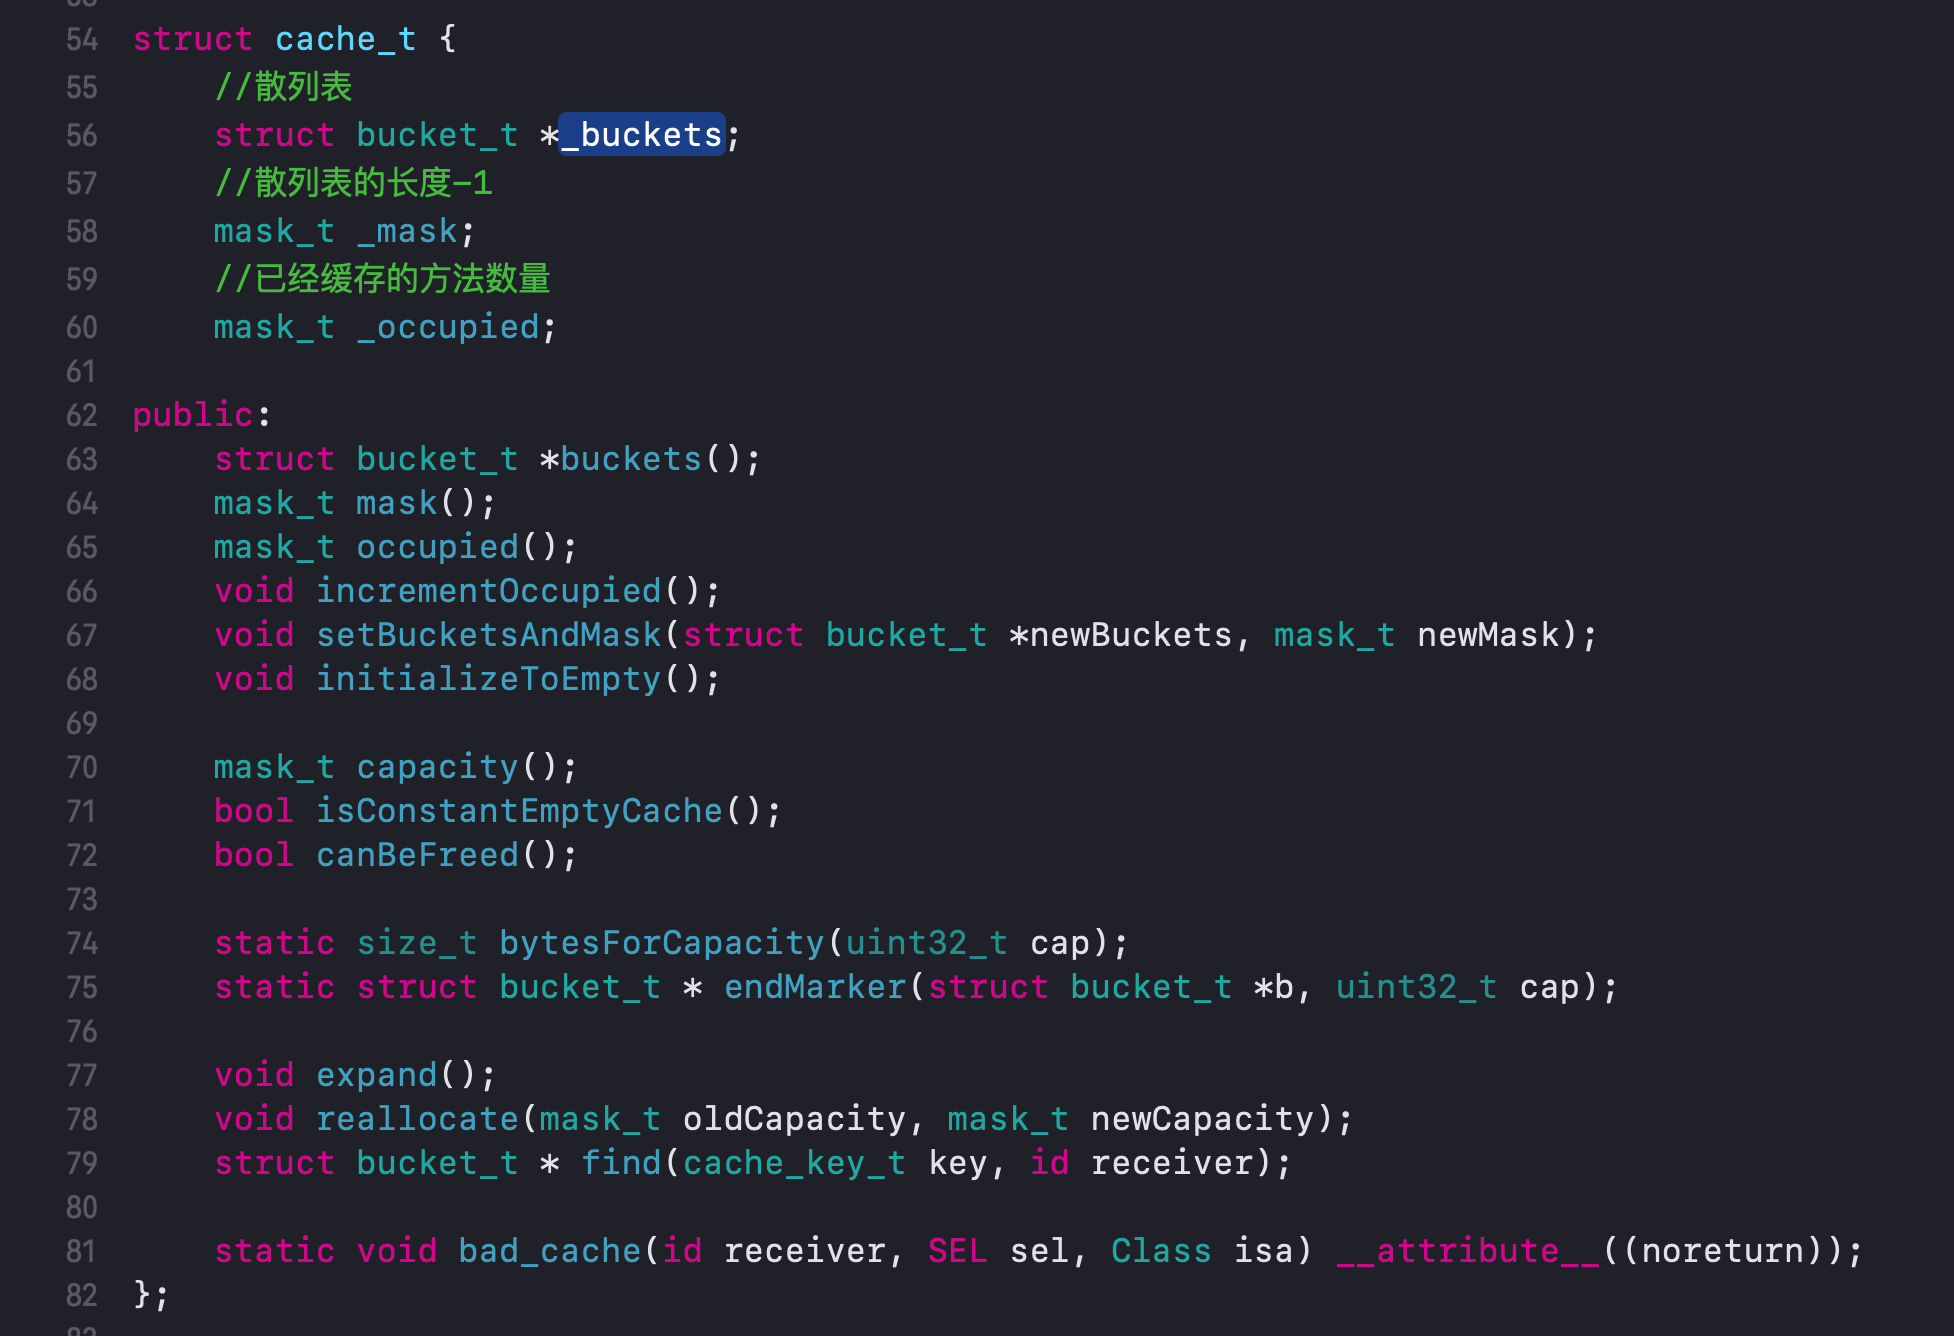 54 struct cache_t {
55     //散列表
56     struct bucket_t *_buckets;
57     //散列表的长度-1
58     mask_t _mask;
59     //已经缓存的方法数量
60     mask_t _occupied;
61
62 public:
63     struct bucket_t *buckets();
64     mask_t mask();
65     mask_t occupied();
66     void incrementOccupied();
67     void setBucketsAndMask(struct bucket_t *newBuckets, mask_t newMask);
68     void initializeToEmpty();
69
70     mask_t capacity();
71     bool isConstantEmptyCache();
72     bool canBeFreed();
73
74     static size_t bytesForCapacity(uint32_t cap);
75     static struct bucket_t * endMarker(struct bucket_t *b, uint32_t cap);
76
77     void expand();
78     void reallocate(mask_t oldCapacity, mask_t newCapacity);
79     struct bucket_t * find(cache_key_t key, id receiver);
80
81     static void bad_cache(id receiver, SEL sel, Class isa) __attribute__((noreturn));
82 };